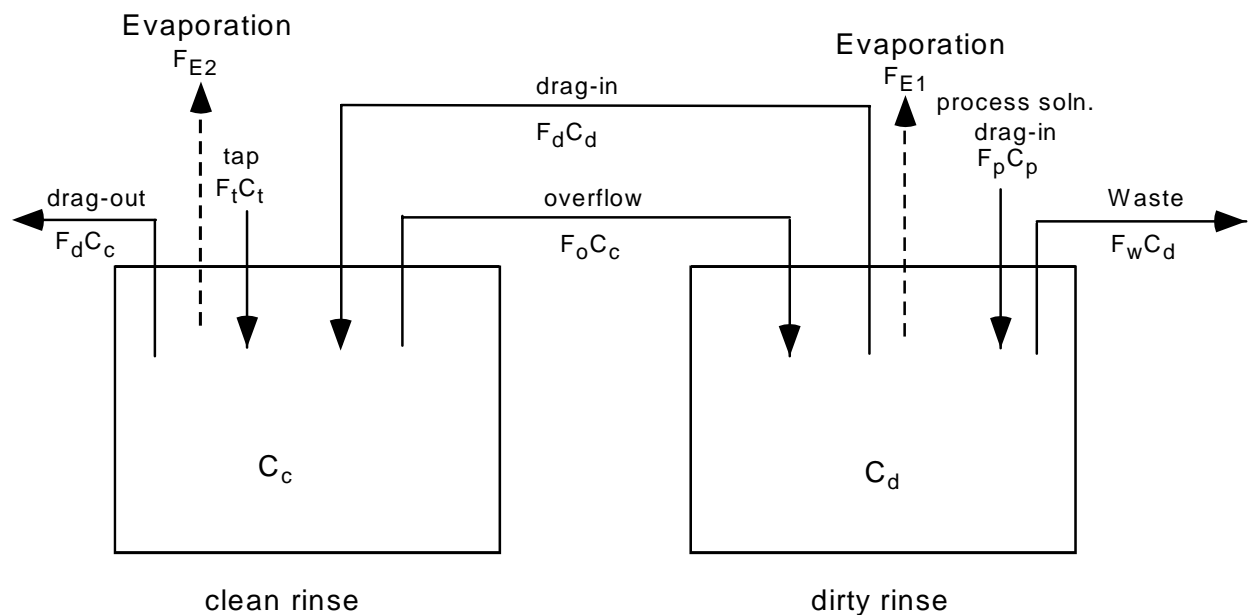 Evaporation
F_E2
Evaporation
F_E1
drag-in
F_dC_d
process soln.
drag-in
F_pC_p
tap
F_tC_t
drag-out
F_dC_c
overflow
F_oC_c
Waste
F_wC_d
C_c
C_d
clean rinse
dirty rinse